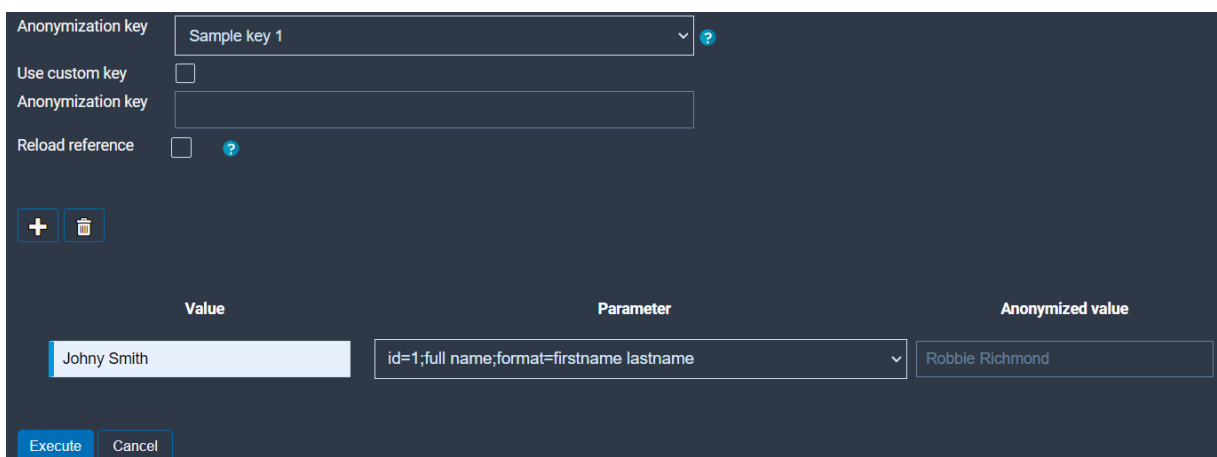 Anonymization key
Sample key 1
?
Use custom key
Anonymization key
Reload reference
?
Value Parameter Anonymized value
Johny Smith id=1;full name;format=firstname lastname Robbie Richmond
Execute Cancel